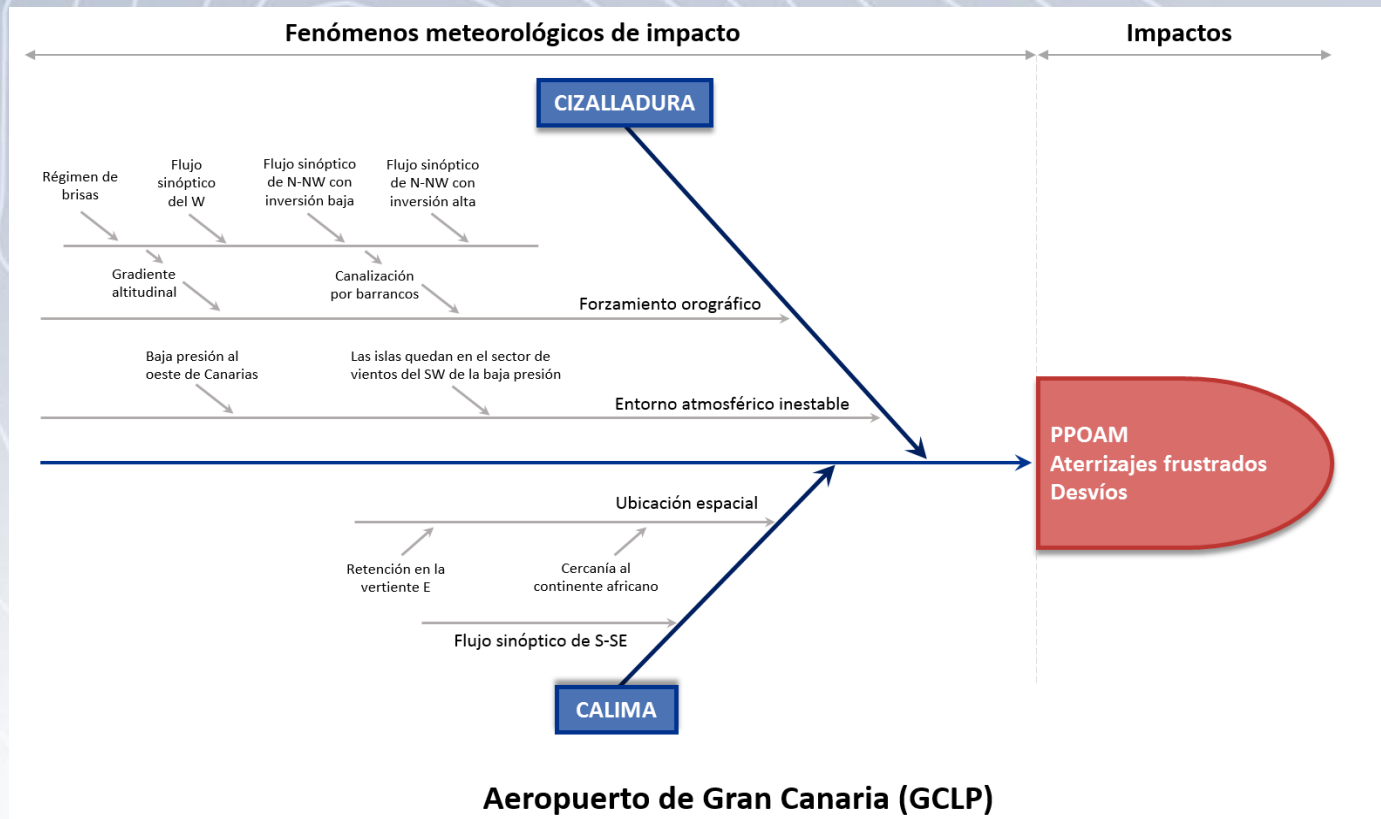 Fenómenos meteorológicos de impacto
Impactos
CIZALLADURA
Régimen de
brisas
Flujo
sinóptico
del W
Flujo sinóptico
de N-NW con
inversión baja
Flujo sinóptico
de N-NW con
inversión alta
Gradiente
altitudinal
Canalización
por barrancos
Forzamiento orográfico
Baja presión al
oeste de Canarias
Las islas quedan en el sector de
vientos del SW de la baja presión
Entorno atmosférico inestable
PPOAM
Aterrizajes frustrados
Desvíos
Ubicación espacial
Retención en la
vertiente E
Cercanía al
continente africano
Flujo sinóptico de S-SE
CALIMA
Aeropuerto de Gran Canaria (GCLP)